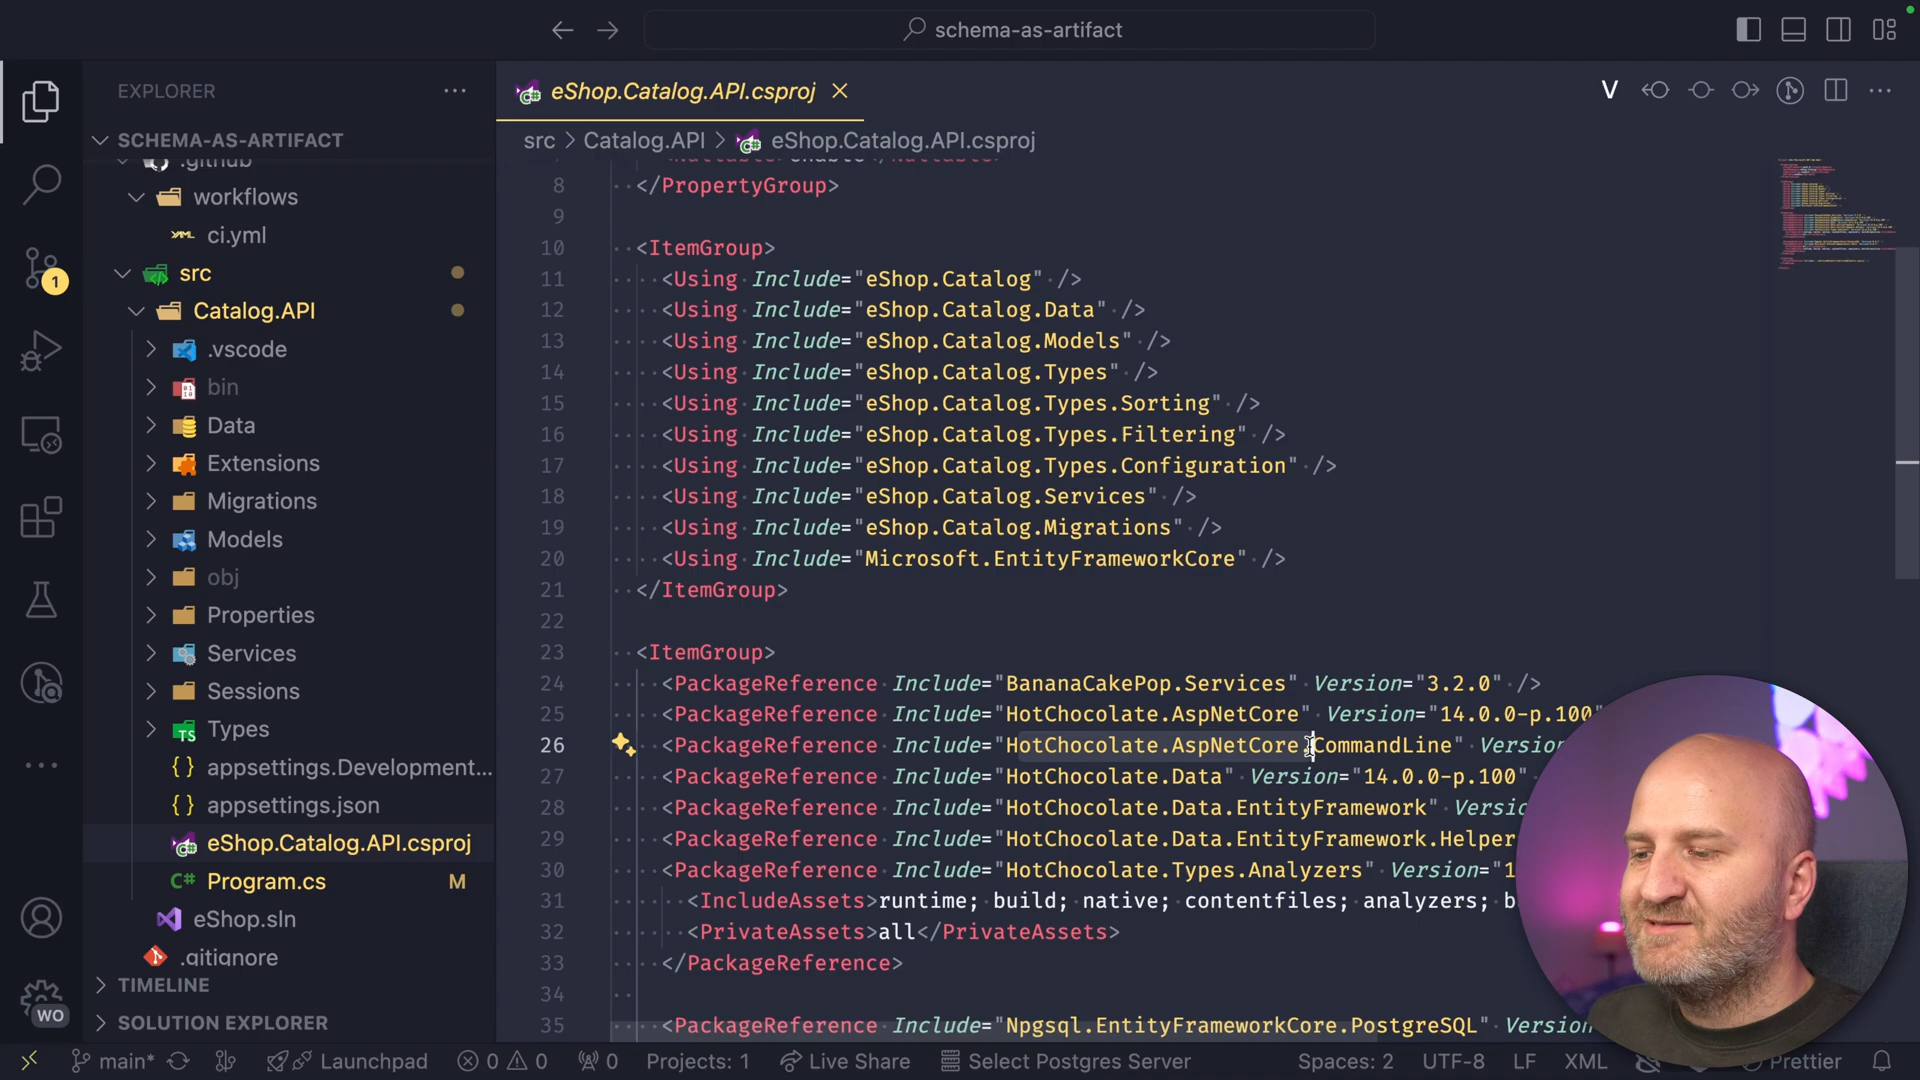 schema-as-artifact
EXPLORER
SCHEMA-AS-ARTIFACT
.github
workflows
ci.yml
src
Catalog.API
.vscode
bin
Data
Extensions
Migrations
Models
obj
Properties
Services
Sessions
Types
appsettings.Development...
appsettings.json
eShop.Catalog.API.csproj
Program.cs M
eShop.sln
.gitignore
TIMELINE
SOLUTION EXPLORER
1
WO
eShop.Catalog.API.csproj
V
src > Catalog.API > eShop.Catalog.API.csproj
<Nullable>enable</Nullable>
8 </PropertyGroup>
9
10 <ItemGroup>
11 <Using Include="eShop.Catalog" />
12 <Using Include="eShop.Catalog.Data" />
13 <Using Include="eShop.Catalog.Models" />
14 <Using Include="eShop.Catalog.Types" />
15 <Using Include="eShop.Catalog.Types.Sorting" />
16 <Using Include="eShop.Catalog.Types.Filtering" />
17 <Using Include="eShop.Catalog.Types.Configuration" />
18 <Using Include="eShop.Catalog.Services" />
19 <Using Include="eShop.Catalog.Migrations" />
20 <Using Include="Microsoft.EntityFrameworkCore" />
21 </ItemGroup>
22
23 <ItemGroup>
24 <PackageReference Include="BananaCakePop.Services" Version="3.2.0" />
25 <PackageReference Include="HotChocolate.AspNetCore" Version="14.0.0-p.100"
26 <PackageReference Include="HotChocolate.AspNetCore.CommandLine" Version
27 <PackageReference Include="HotChocolate.Data" Version="14.0.0-p.100"
28 <PackageReference Include="HotChocolate.Data.EntityFramework" Versio
29 <PackageReference Include="HotChocolate.Data.EntityFramework.Helper
30 <PackageReference Include="HotChocolate.Types.Analyzers" Version="1
31 <IncludeAssets>runtime; build; native; contentfiles; analyzers; b
32 <PrivateAssets>all</PrivateAssets>
33 </PackageReference>
34
35 <PackageReference Include="Npgsql.EntityFrameworkCore.PostgreSQL" Version
main* Launchpad 0 0 0 Projects: 1 Live Share Select Postgres Server Spaces: 2 UTF-8 LF XML Prettier